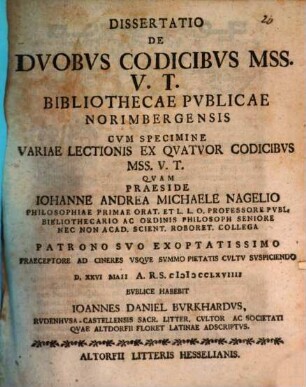 26
DISSERTATIO
DE
DVOBVS CODICIBVS MSS.
V. T.
BIBLIOTHECAE PVBLICAE
NORIMBERGENSIS
CVM SPECIMINE
VARIAE LECTIONIS EX QVATVOR CODICIBVS
MSS. V. T.
QVAM
PRAESIDE
IOHANNE ANDREA MICHAELE NAGELIO
PHILOSOPHIAE PRIMAE ORAT. ET L. L. O. PROFESSORE PVBL.
BIBLIOTHECARIO AC ORDINIS PHILOSOPH SENIORE
NEC NON ACAD. SCIENT. ROBORET. COLLEGA
PATRONO SVO EXOPTATISSIMO
PRAECEPTORE AD CINERES VSQVE SVMMO PIETATIS CVLTV SVSPICIENDO
D. XXVI MAII A. R. S. cIↃIↃccLXVIIII
PVBLICE HABEBIT
IOANNES DANIEL BVRKHARDVS,
RVDENHVSA-CASTELLENSIS SACR. LITTER. CVLTOR AC SOCIETATI
QVAE ALTDORFII FLORET LATINAE ADSCRIPTVS.
ALTORFII LITTERIS HESSELIANIS.